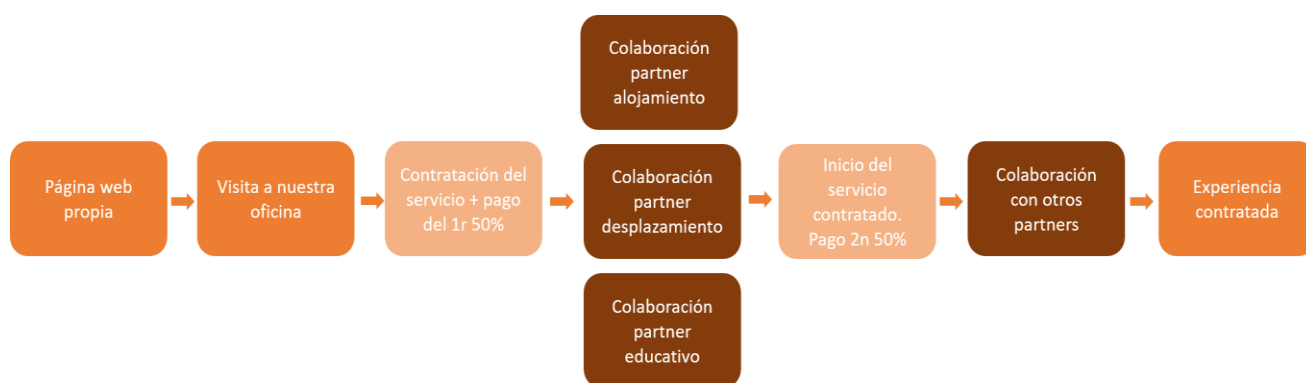 Página web
propia
Visita a nuestra
oficina
Contratación del
servicio + pago
del 1r 50%
Colaboración
partner
alojamiento
Colaboración
partner
desplazamiento
Colaboración
partner
educativo
Inicio del
servicio
contratado.
Pago 2n 50%
Colaboración
con otros
partners
Experiencia
contratada